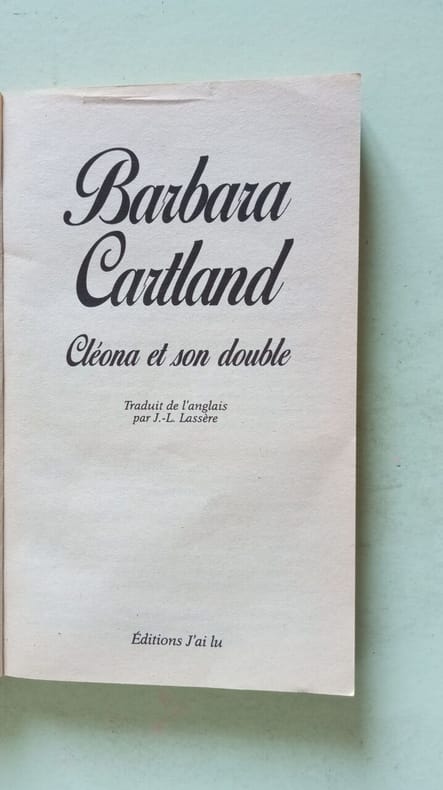 Barbara
Cartland
Cléona et son double
Traduit de l'anglais
par J.-L. Lassère
Éditions J'ai lu